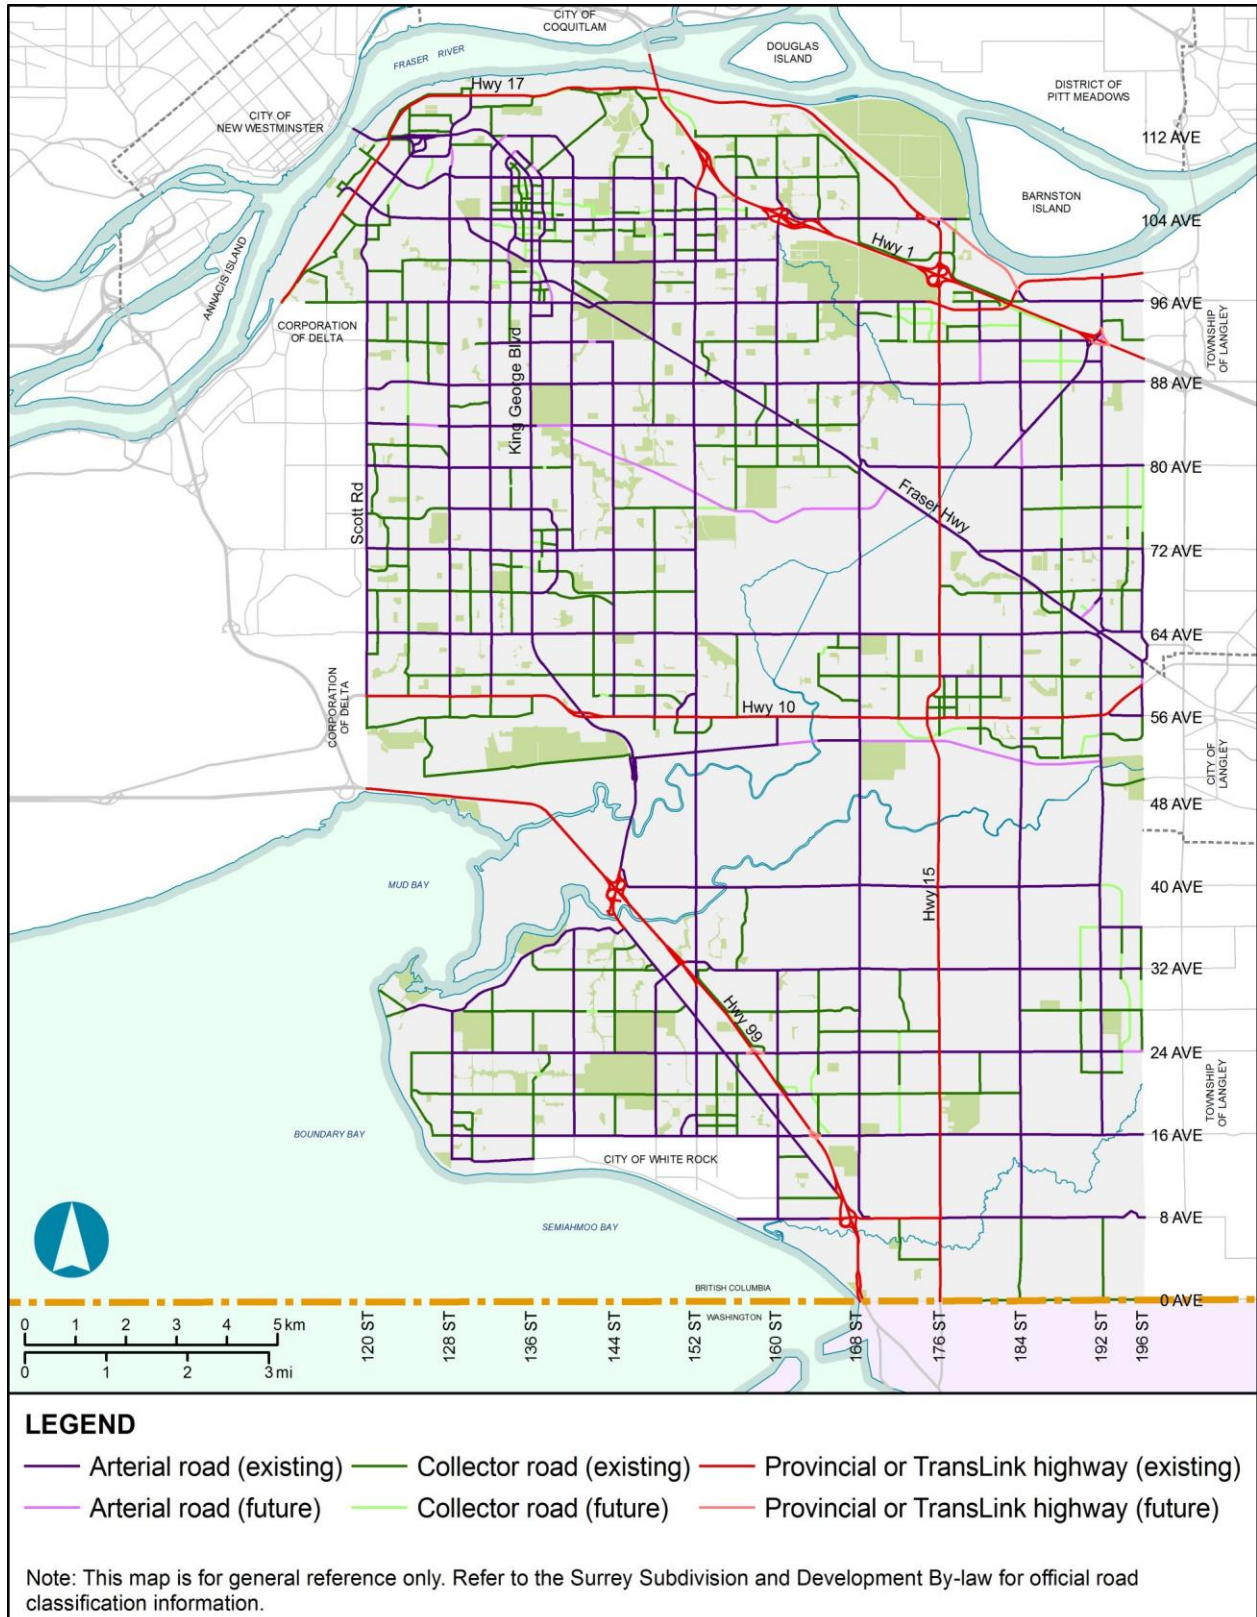 CITY OF
COQUITLAM
DOUGLAS
ISLAND
FRASER RIVER
Hwy 17
DISTRICT OF
PITT MEADOWS
CITY OF
NEW WESTMINSTER
112 AVE
BARNSTON
ISLAND
104 AVE
Hwy 1
ANNACIS ISLAND
96 AVE
CORPORATION
OF DELTA
TOWNSHIP
OF LANGLEY
King George Blvd
88 AVE
80 AVE
Fraser Hwy
Scott Rd
72 AVE
64 AVE
CORPORATION
OF DELTA
Hwy 10
56 AVE
CITY OF
LANGLEY
48 AVE
MUD BAY
40 AVE
Hwy 15
32 AVE
Hwy 99
24 AVE
TOWNSHIP
OF LANGLEY
BOUNDARY BAY
16 AVE
CITY OF WHITE ROCK
8 AVE
SEMIAHMOO BAY
BRITISH COLUMBIA
0 AVE
WASHINGTON
0 1 2 3 4 5 km
0 1 2 3 mi
120 ST
128 ST
136 ST
144 ST
152 ST
160 ST
168 ST
176 ST
184 ST
192 ST
196 ST
LEGEND
Arterial road (existing) Collector road (existing) Provincial or TransLink highway (existing)
Arterial road (future) Collector road (future) Provincial or TransLink highway (future)
Note: This map is for general reference only. Refer to the Surrey Subdivision and Development By-law for official road
classification information.